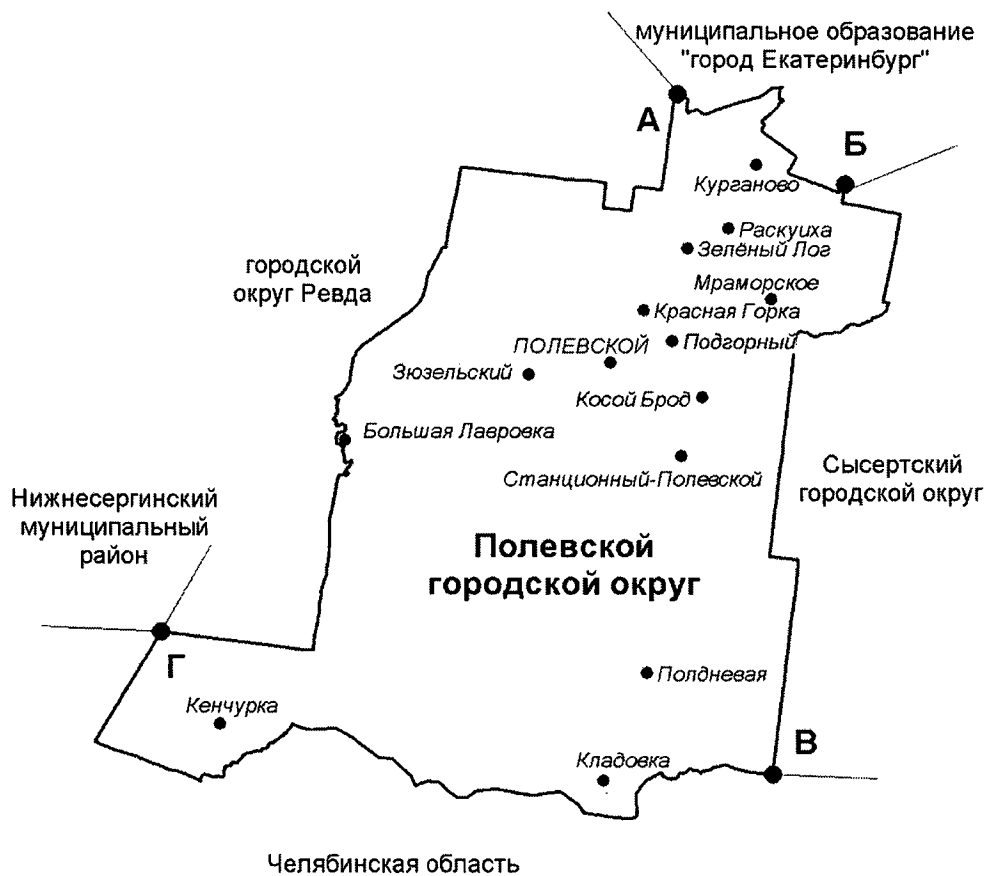 муниципальное образование
"город Екатеринбург"
А
Б
Курганово
Раскуиха
Зелёный Лог
городской
округ Ревда
Мраморское
Красная Горка
ПОЛЕВСКОЙ
Подгорный
Зюзельский
Косой Брод
Большая Лавровка
Станционный-Полевской
Сысертский
городской округ
Нижнесергинский
муниципальный
район
Полевской
городской округ
Г
Полдневая
Кенчурка
В
Кладовка
Челябинская область